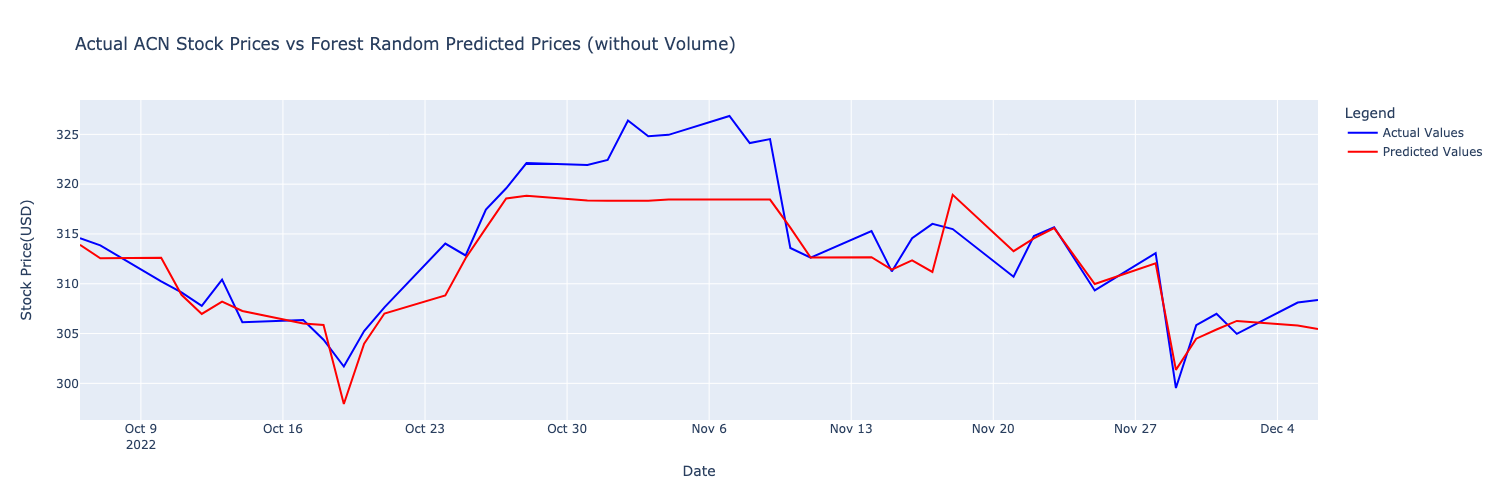 Actual ACN Stock Prices vs Forest Random Predicted Prices (without Volume)
Legend
Actual Values
Predicted Values
Stock Price(USD)
325
320
315
310
305
300
Oct 9
2022
Oct 16
Oct 23
Oct 30
Nov 6
Nov 13
Nov 20
Nov 27
Dec 4
Date